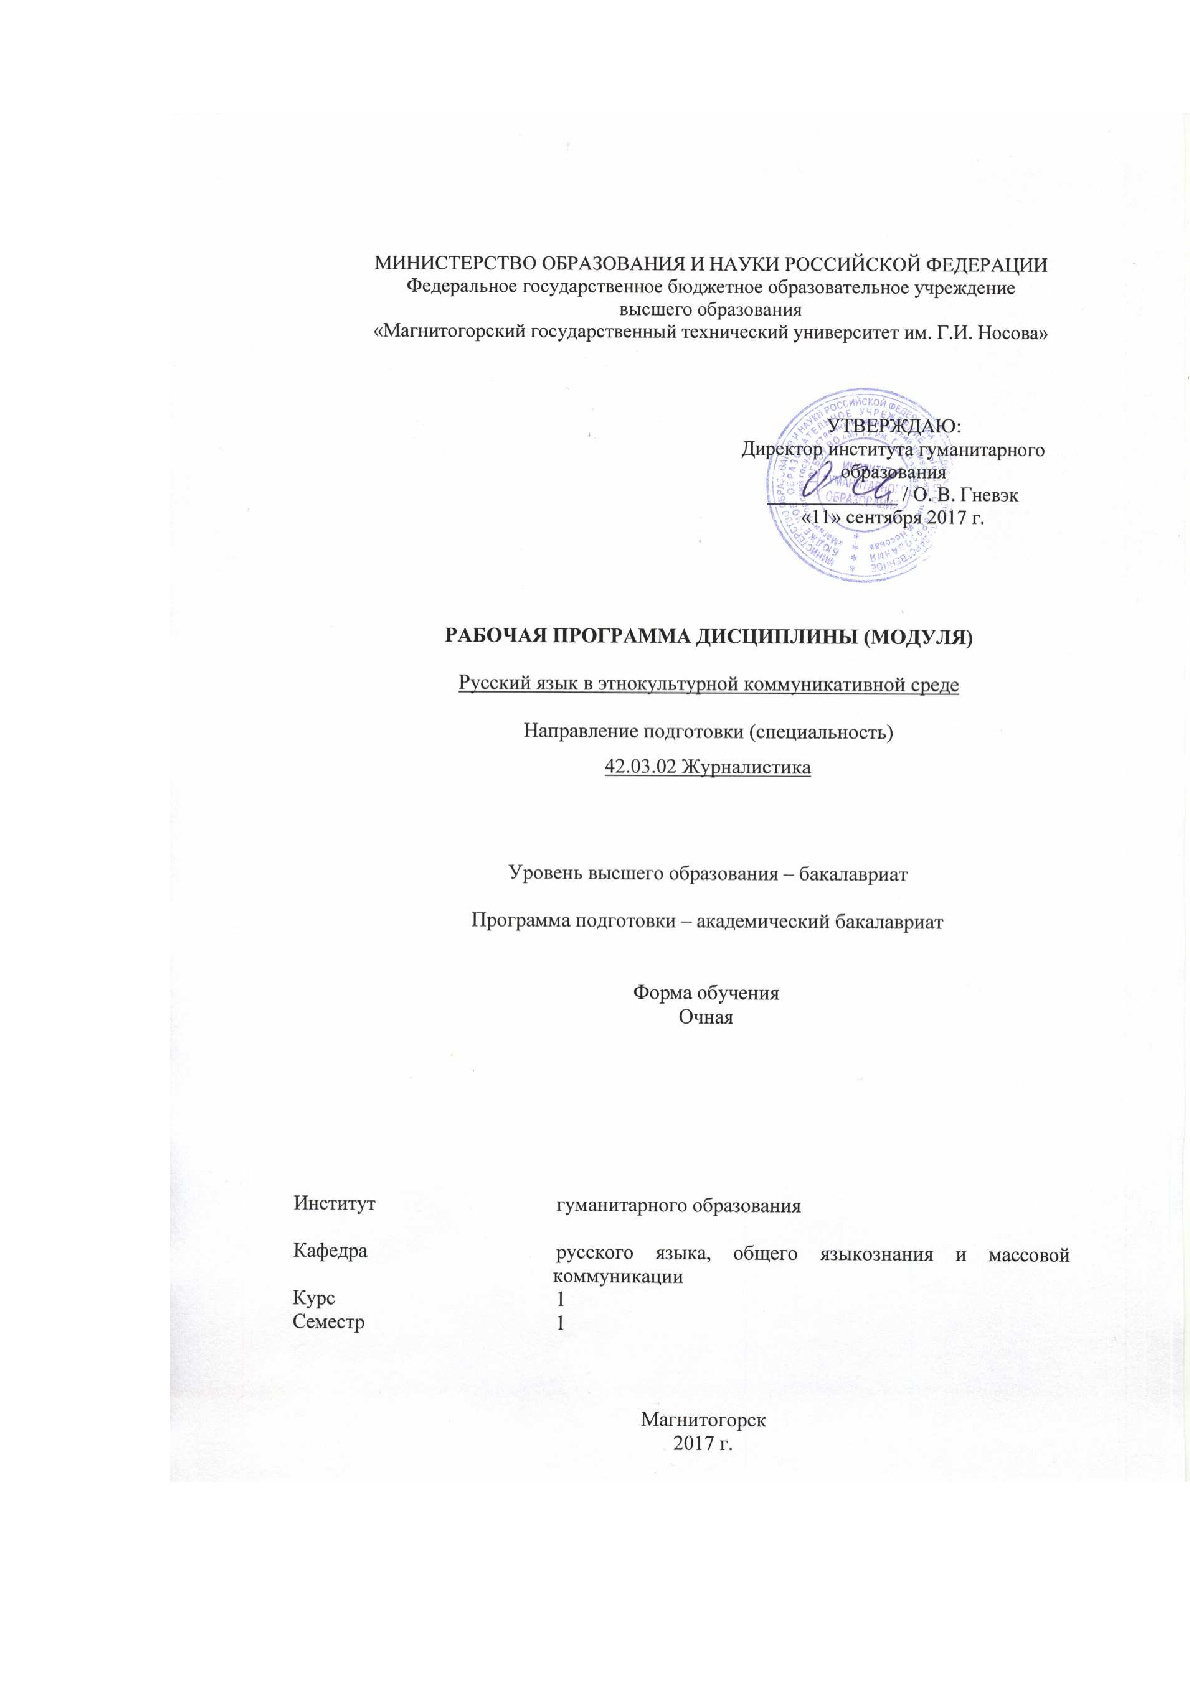 МИНИСТЕРСТВО ОБРАЗОВАНИЯ И НАУКИ РОССИЙСКОЙ ФЕДЕРАЦИИ
Федеральное государственное бюджетное образовательное учреждение
высшего образования
«Магнитогорский государственный технический университет им. Г.И. Носова»
УТВЕРЖДАЮ:
Директор института гуманитарного
образования
/ О. В. Гневэк
«11» сентября 2017 г.
РАБОЧАЯ ПРОГРАММА ДИСЦИПЛИНЫ (МОДУЛЯ)
Русский язык в этнокультурной коммуникативной среде
Направление подготовки (специальность)
42.03.02 Журналистика
Уровень высшего образования – бакалавриат
Программа подготовки – академический бакалавриат
Форма обучения
Очная
Институт гуманитарного образования
Кафедра русского языка, общего языкознания и массовой
коммуникации
Курс 1
Семестр 1
Магнитогорск
2017 г.